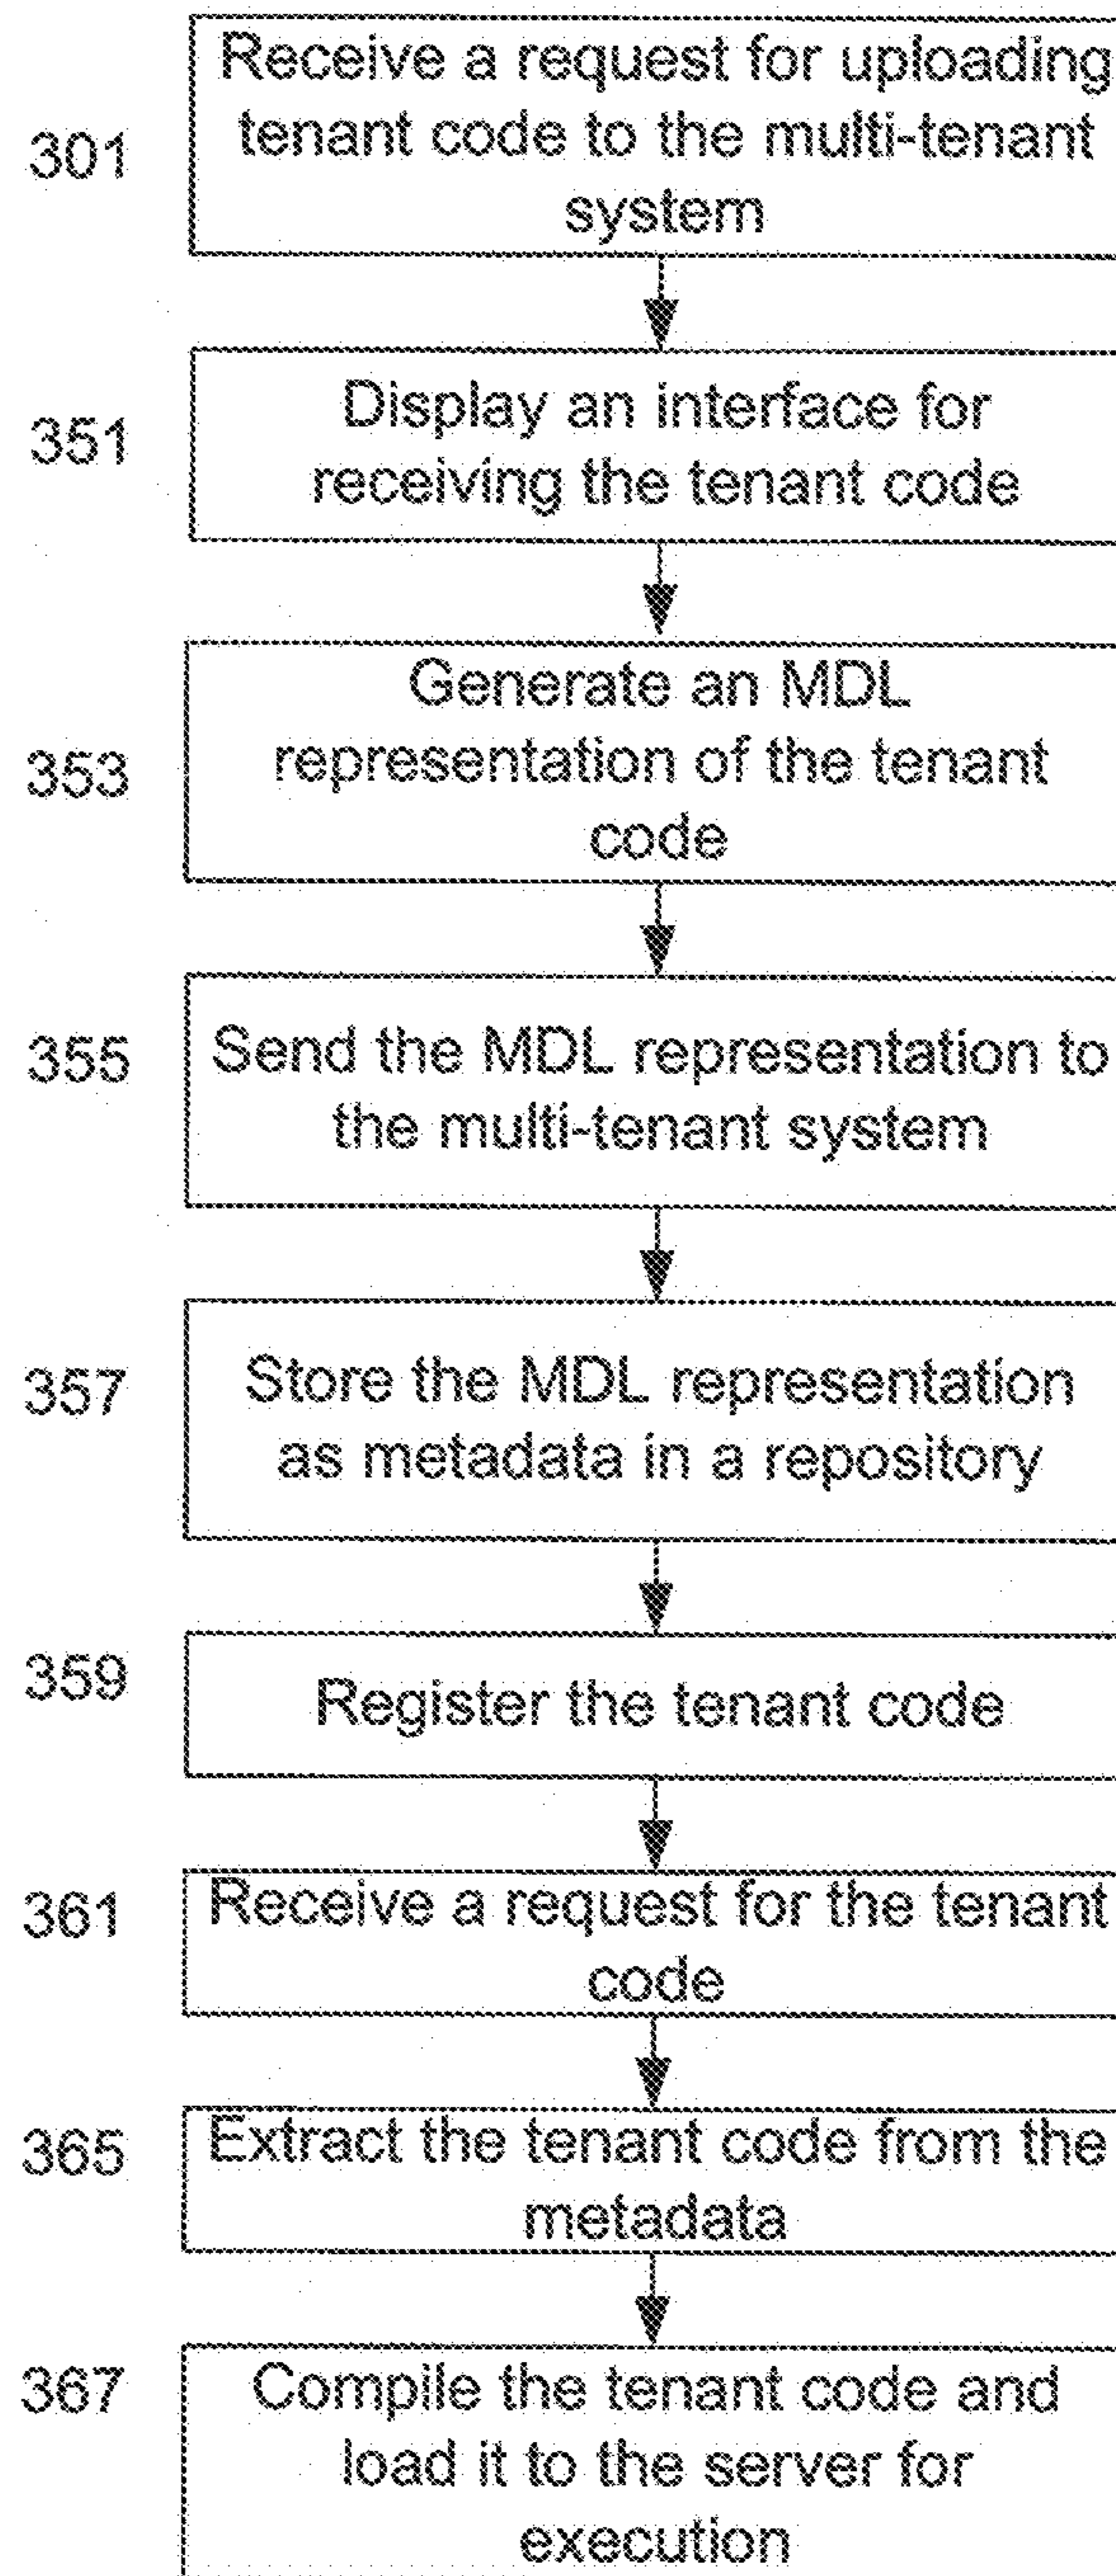 301
Receive a request for uploading
tenant code to the multi-tenant
system
351
Display an interface for
receiving the tenant code
353
Generate an MDL
representation of the tenant
code
355
Send the MDL representation to
the multi-tenant system
357
Store the MDL representation
as metadata in a repository
359
Register the tenant code
361
Receive a request for the tenant
code
365
Extract the tenant code from the
metadata
367
Compile the tenant code and
load it to the server for
execution